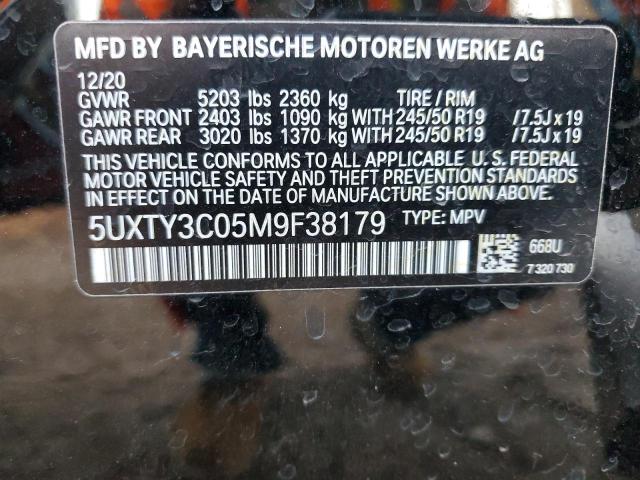 MFD BY BAYERISCHE MOTOREN WERKE AG
12/20
GVWR 5203 lbs 2360 kg TIRE / RIM
GAWR FRONT 2403 lbs 1090 kg WITH 245/50 R19 /7.5J x 19
GAWR REAR 3020 lbs 1370 kg WITH 245/50 R19 /7.5J x 19
THIS VEHICLE CONFORMS TO ALL APPLICABLE U. S. FEDERAL
MOTOR VEHICLE SAFETY AND THEFT PREVENTION STANDARDS
IN EFFECT ON THE DATE OF MANUFACTURE SHOWN ABOVE.
5UXTY3C05M9F38179 TYPE: MPV
668U
7 320 730